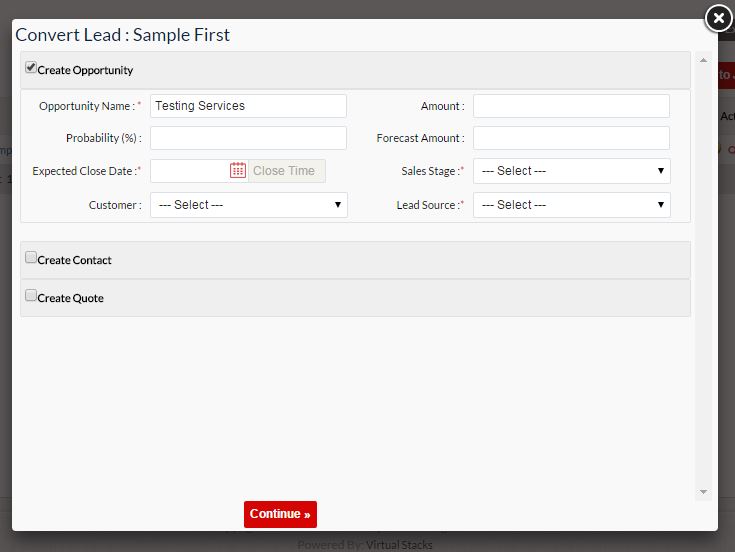 Convert Lead : Sample First
Create Opportunity
Opportunity Name : * Testing Services Amount :
Probability (%) : Forecast Amount :
Expected Close Date : * Close Time Sales Stage : * --- Select ---
Customer : --- Select --- Lead Source : * --- Select ---
Create Contact
Create Quote
Continue »
Powered By: Virtual Stacks